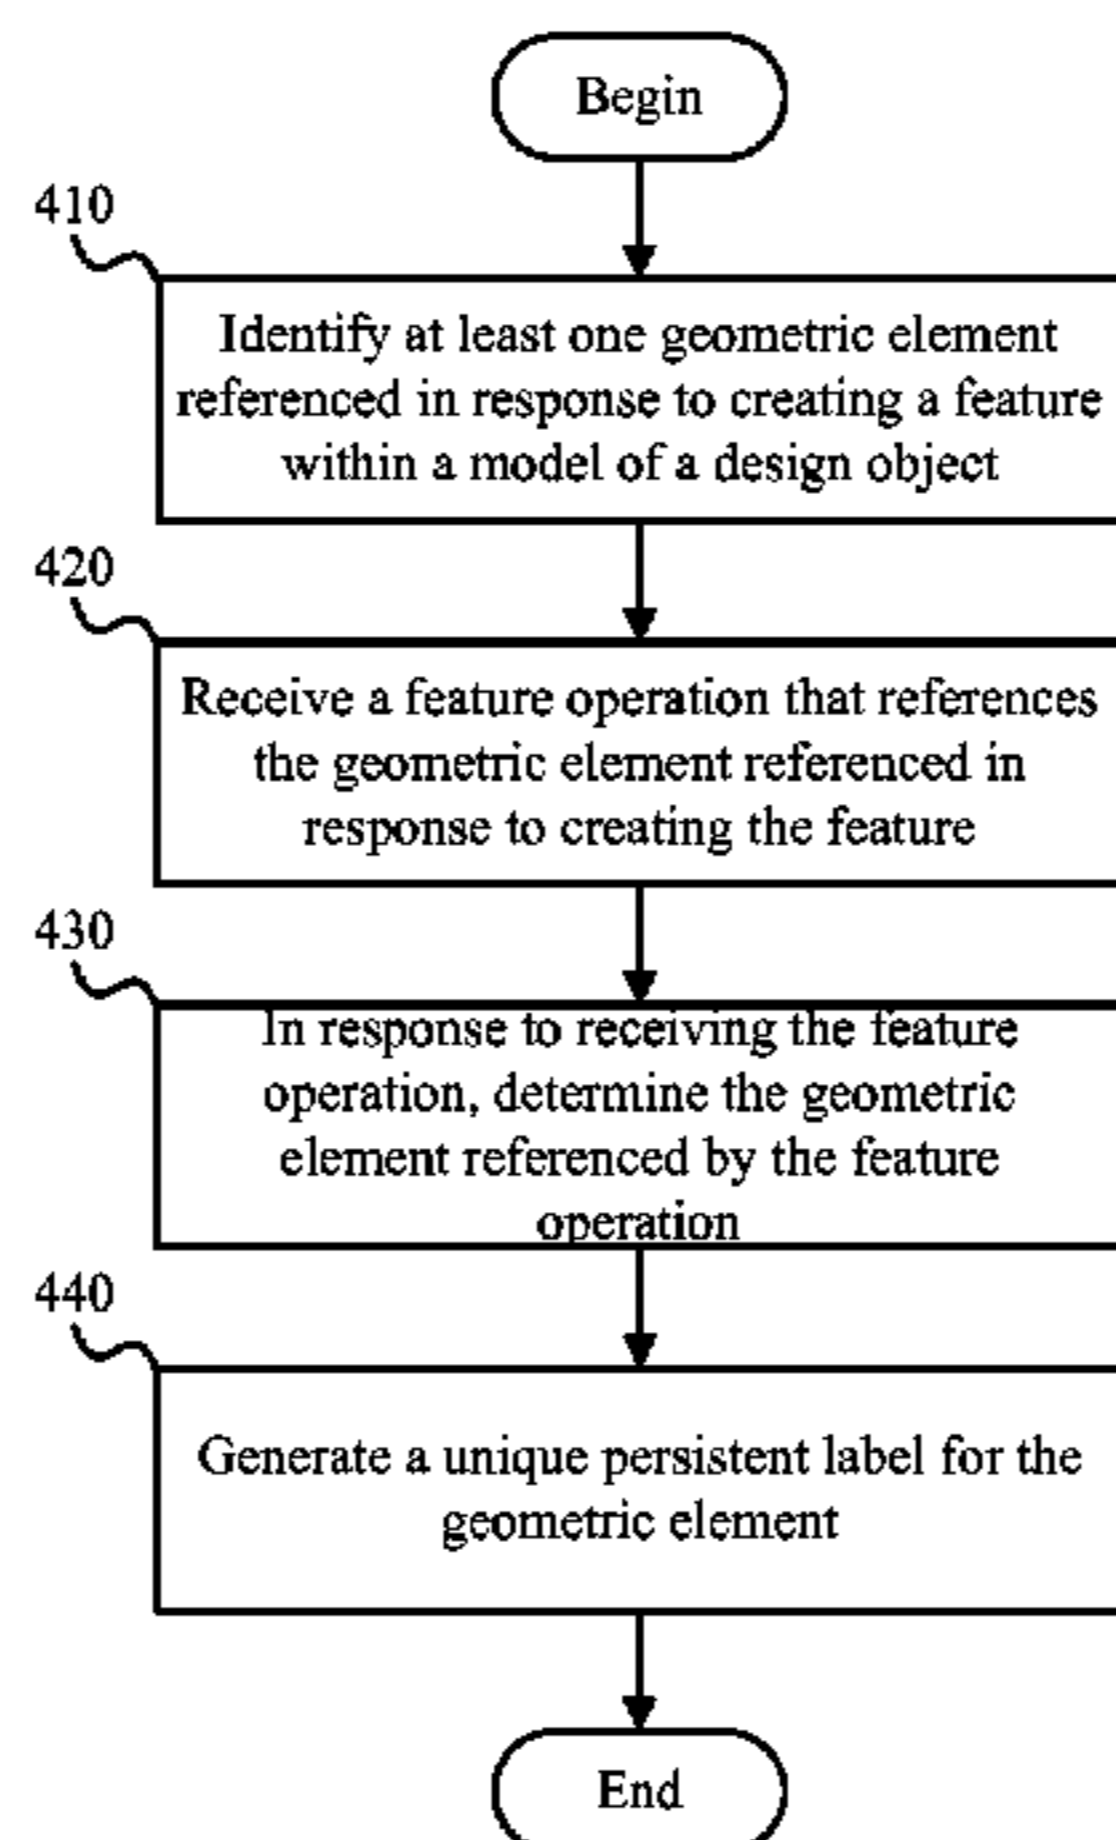 Begin
410
Identify at least one geometric element
referenced in response to creating a feature
within a model of a design object
420
Receive a feature operation that references
the geometric element referenced in
response to creating the feature
430
In response to receiving the feature
operation, determine the geometric
element referenced by the feature
operation
440
Generate a unique persistent label for the
geometric element
End